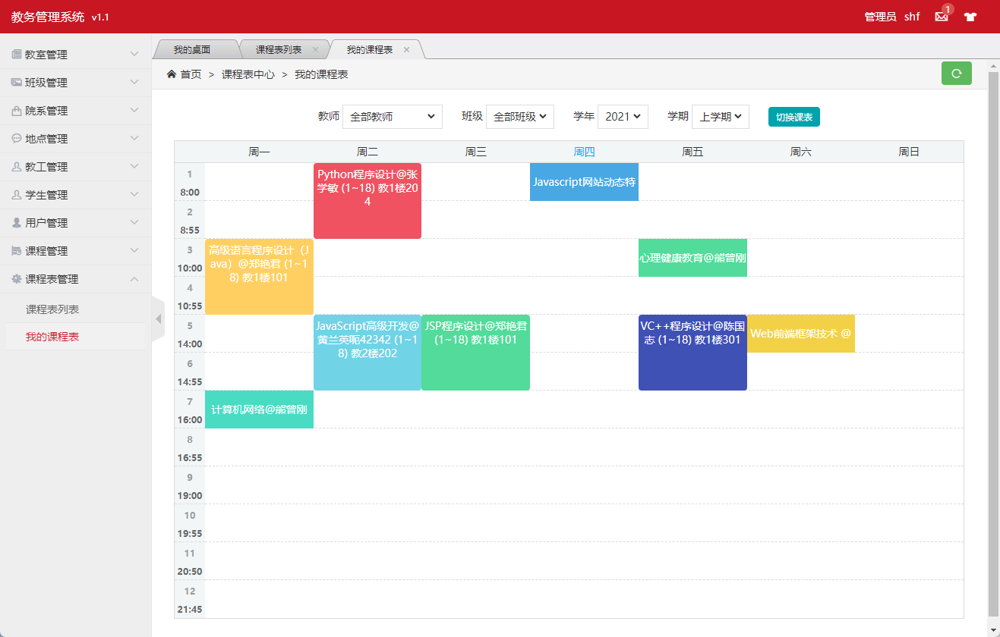 教务管理系统 v1.1
管理员 shf 1
教室管理
班级管理
院系管理
地点管理
教工管理
学生管理
用户管理
课程管理
课程表管理
课程表列表
我的课程表
我的桌面 课程表列表 × 我的课程表 ×
首页 > 课程表中心 > 我的课程表
教师 全部教师 班级 全部班级 学年 2021 学期 上学期 切换课表
周一 周二 周三 周四 周五 周六 周日
1
8:00
Python程序设计@张
学敏 (1~18) 教1楼20
4
Javascript网站动态特
2
8:55
3
10:00
高级语言程序设计（J
ava）@郑艳君 (1~1
8) 教1楼101
心理健康教育@熊曾刚
4
10:55
5
14:00
JavaScript高级开发@
黄兰英呃42342 (1~1
8) 教2楼202
JSP程序设计@郑艳君
(1~18) 教1楼101
VC++程序设计@陈国
志 (1~18) 教1楼301
Web前端框架技术 @
6
14:55
7
16:00
计算机网络@熊曾刚
8
16:55
9
19:00
10
19:55
11
20:50
12
21:45